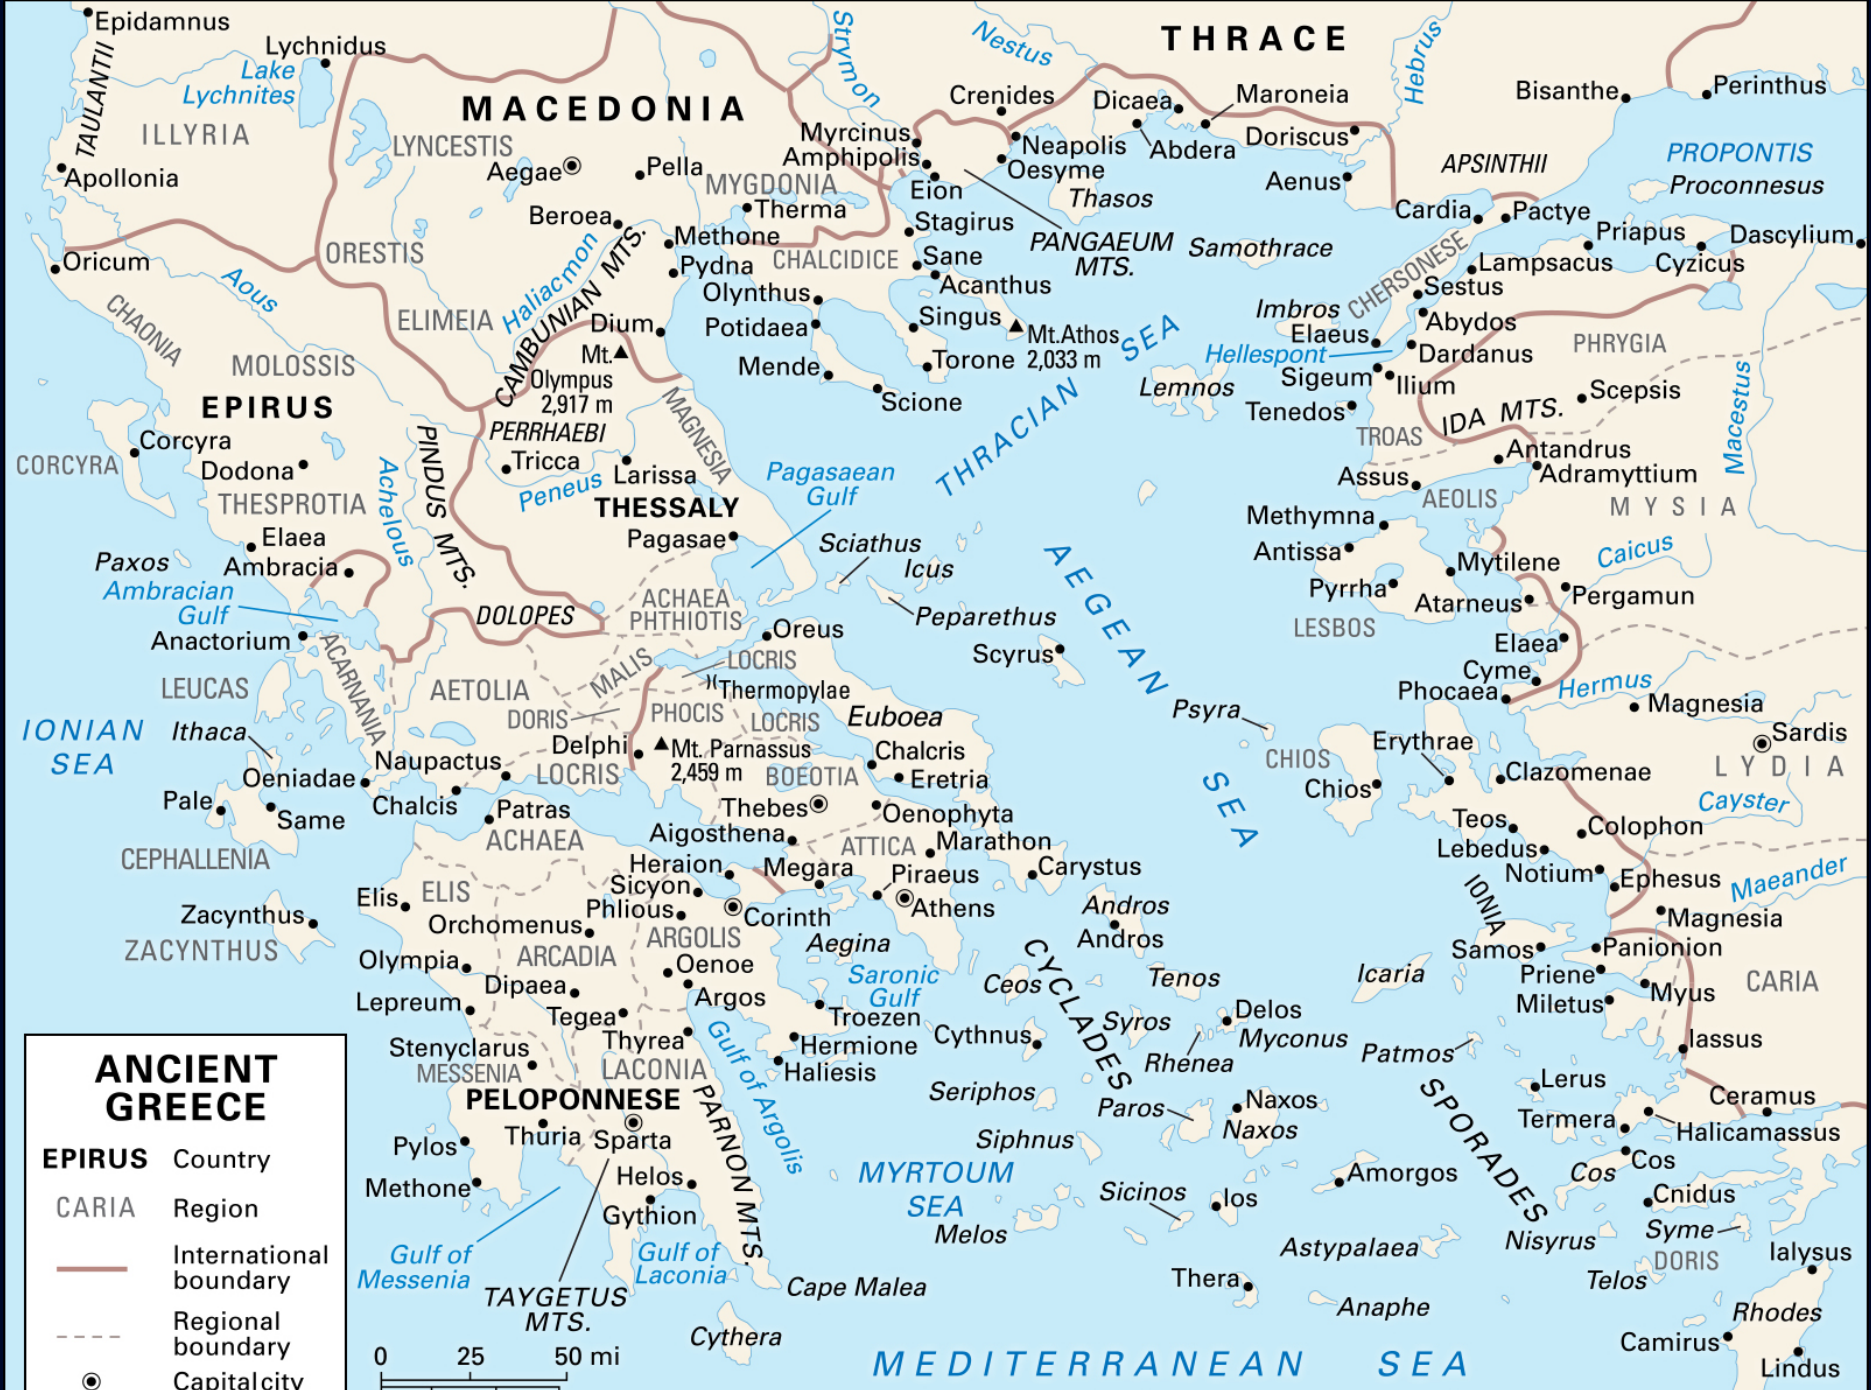 Epidamnus
Lychnidus
Lake
Lychnites
TAULANTII
ILLYRIA
Apollonia
Oricum
Aous
MACEDONIA
LYNCESTIS
Aegae
Pella
MYGDONIA
Therma
Beroea
Methone
ORESTIS
Haliacmon
CAMBUNIAN MTS.
Pydna
CHALCIDICE
ELIMEIA
Dium
Olynthus
Potidaea
Mende
Scione
Strymon
Nestus
THRACE
Hebrus
Crenides
Dicaea
Maroneia
Bisanthe
Perinthus
Myrcinus
Amphipolis
Eion
Neapolis
Oesyme
Abdera
Doriscus
Aenus
APSINTHII
PROPONTIS
Proconnesus
Thasos
Stagirus
Sane
Acanthus
PANGAEUM
MTS.
Samothrace
Cardia
Pactye
Priapus
Dascylium
Cyzicus
Lampsacus
CHERSONESE
Sestus
Singus
Mt.Athos
2,033 m
Torone
THRACIAN SEA
Imbros
Elaeus
Abydos
Hellespont
Dardanus
PHRYGIA
Sigeum
Ilium
Lemnos
Tenedos
Scepsis
IDA MTS.
Macestus
TROAS
Antandrus
Adramyttium
Assus
AEOLIS
MYSIA
CHAONIA
MOLOSSIS
EPIRUS
Mt.
Olympus
2,917 m
MAGNESIA
PERRHAEBI
Corcyra
CORCYRA
Dodona
THESPROTIA
Achelous
PINDUS MTS.
Tricca
Larissa
Peneus
THESSALY
Pagasae
Pagasaean
Gulf
Elaea
Ambracia
Paxos
Ambracian
Gulf
Anactorium
DOLOPES
ACHAEA
PHTHIOTIS
Sciathus
Icus
Peparethus
Oreus
Scyrus
AEGEAN SEA
Methymna
Antissa
Pyrrha
Mytilene
LESBOS
Caicus
Atarneus
Pergamun
Elaea
Cyme
Phocaea
Hermus
Magnesia
Sardis
LYDIA
LEUCAS
ACARNANIA
AETOLIA
MALIS
LOCRIS
Thermopylae
DORIS
PHOCIS
LOCRIS
Euboea
Psyra
CHIOS
Chios
Erythrae
Clazomenae
Cayster
IONIAN
SEA
Ithaca
Delphi
Mt. Parnassus
2,459 m
Naupactus
LOCRIS
BOEOTIA
Chalcris
Eretria
Oeniadae
Chalcis
Patras
Thebes
Oenophyta
Pale
Same
ACHAEA
Aigosthena
ATTICA
Marathon
Teos
Colophon
Lebedus
Notium
Ephesus
Maeander
IONIA
CEPHALLENIA
Heraion
Megara
Piraeus
Carystus
Elis
ELIS
Sicyon
Phlious
Corinth
Athens
Andros
Andros
Magnesia
Zacynthus
ZACYNTHUS
Orchomenus
ARGOLIS
Aegina
Samos
Panionion
ARCADIA
Olympia
Oenoe
Saronic
Gulf
CYCLADES
Ceos
Tenos
Icaria
Priene
CARIA
Dipaea
Argos
Miletus
Myus
Lepreum
Tegea
Troezen
Delos
Thyrea
Hermione
Cythnus
Syros
Myconus
Iassus
Stenyclarus
MESSENIA
LACONIA
Gulf of Argolis
Haliesis
Rhenea
Patmos
PELOPONNESE
PARNON MTS.
Seriphos
Paros
Naxos
Naxos
Lerus
SPORADES
Ceramus
Termera
Halicamassus
Thuria
Sparta
Pylos
Siphnus
Methone
Helos
MYRTOUM
SEA
Sicinos
Amorgos
Cos
Cos
Gythion
Ios
Cnidus
Melos
Syme
Gulf of
Messenia
Gulf of
Laconia
Astypalaea
Nisyrus
DORIS
Ialysus
TAYGETUS
MTS.
Cape Malea
Thera
Telos
Anaphe
Rhodes
Cythera
Camirus
Lindus
MEDITERRANEAN SEA
ANCIENT
GREECE
EPIRUS Country
CARIA Region
International
boundary
Regional
boundary
Capital city
0 25 50 mi